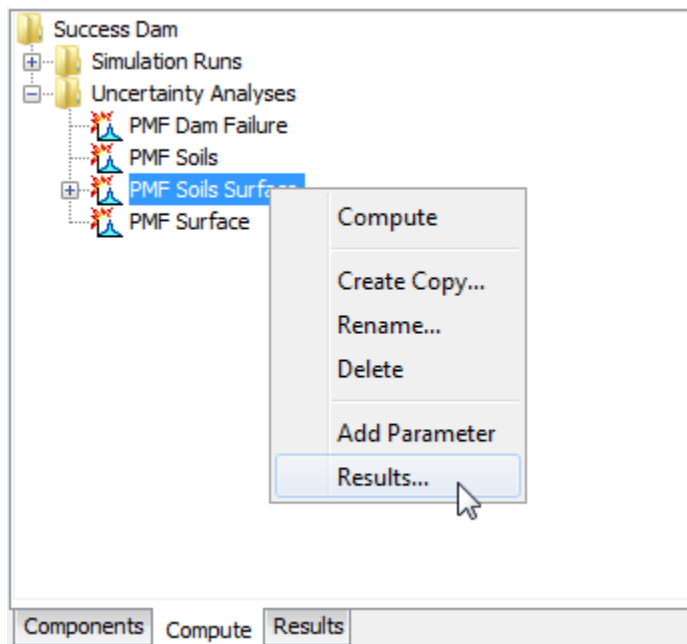 Success Dam
Simulation Runs
Uncertainty Analyses
PMF Dam Failure
PMF Soils
PMF Soils Surface
PMF Surface
Compute
Create Copy...
Rename...
Delete
Add Parameter
Results...
Components
Compute
Results